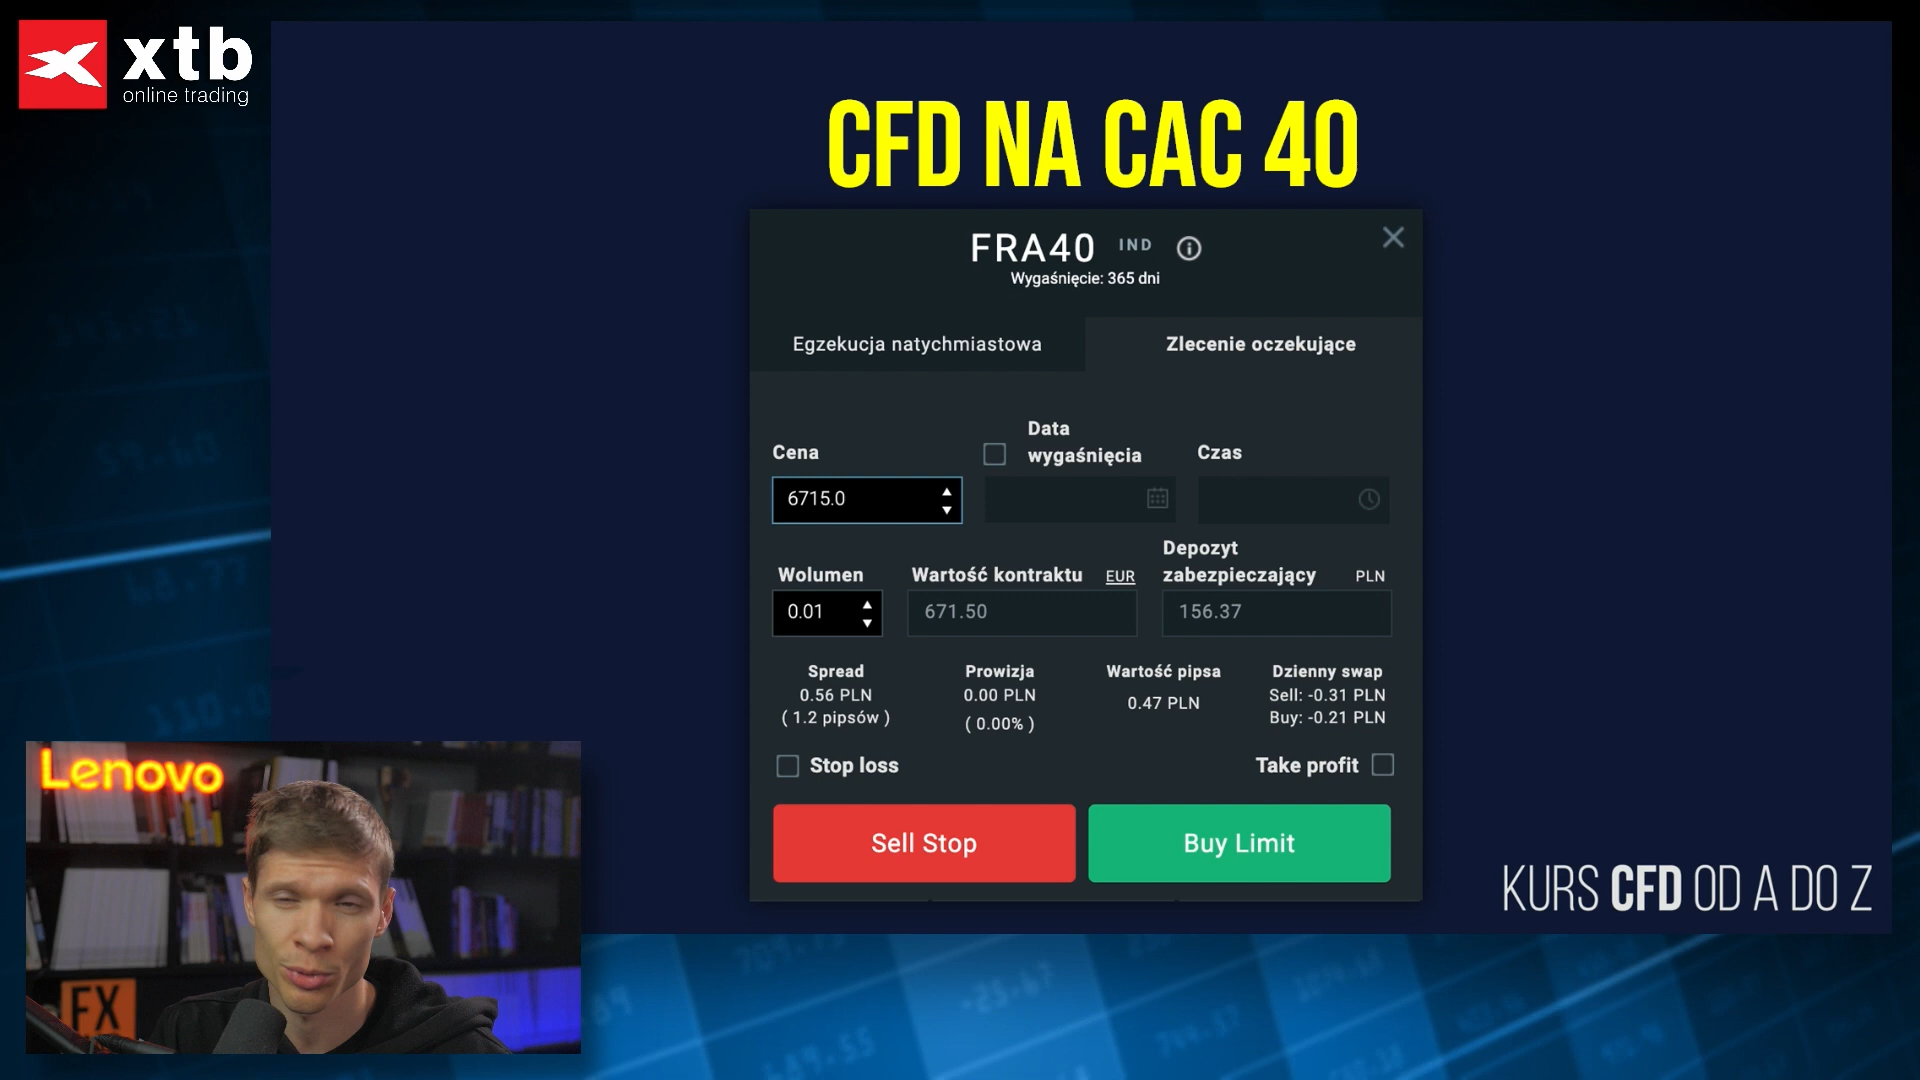 xtb
online trading
CFD NA CAC 40
FRA40 IND
Wygaśnięcie: 365 dni
Egzekucja natychmiastowa
Zlecenie oczekujące
Cena
Data wygaśnięcia
Czas
6715.0
Wolumen
Wartość kontraktu EUR
Depozyt zabezpieczający PLN
0.01
671.50
156.37
Spread
0.56 PLN
( 1.2 pipsów )
Prowizja
0.00 PLN
( 0.00% )
Wartość pipsa
0.47 PLN
Dzienny swap
Sell: -0.31 PLN
Buy: -0.21 PLN
Stop loss
Take profit
Sell Stop
Buy Limit
KURS CFD OD A DO Z
Lenovo
FX